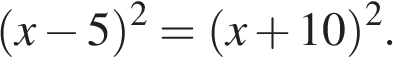 (x − 5)² = (x + 10)².